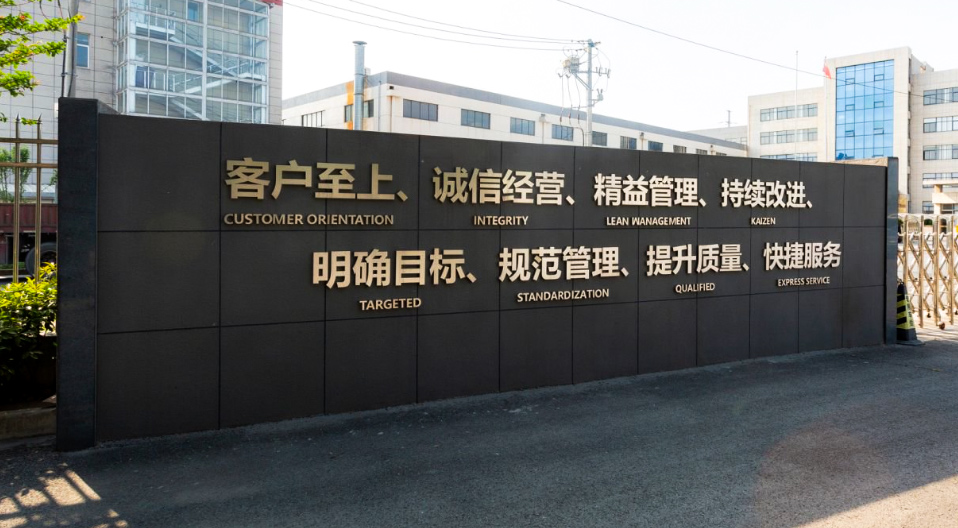 客户至上、诚信经营、精益管理、持续改进、
CUSTOMER ORIENTATION INTEGRITY LEAN MANAGEMENT KAIZEN
明确目标、规范管理、提升质量、快捷服务
TARGETED STANDARDIZATION QUALIFIED EXPRESS SERVICE